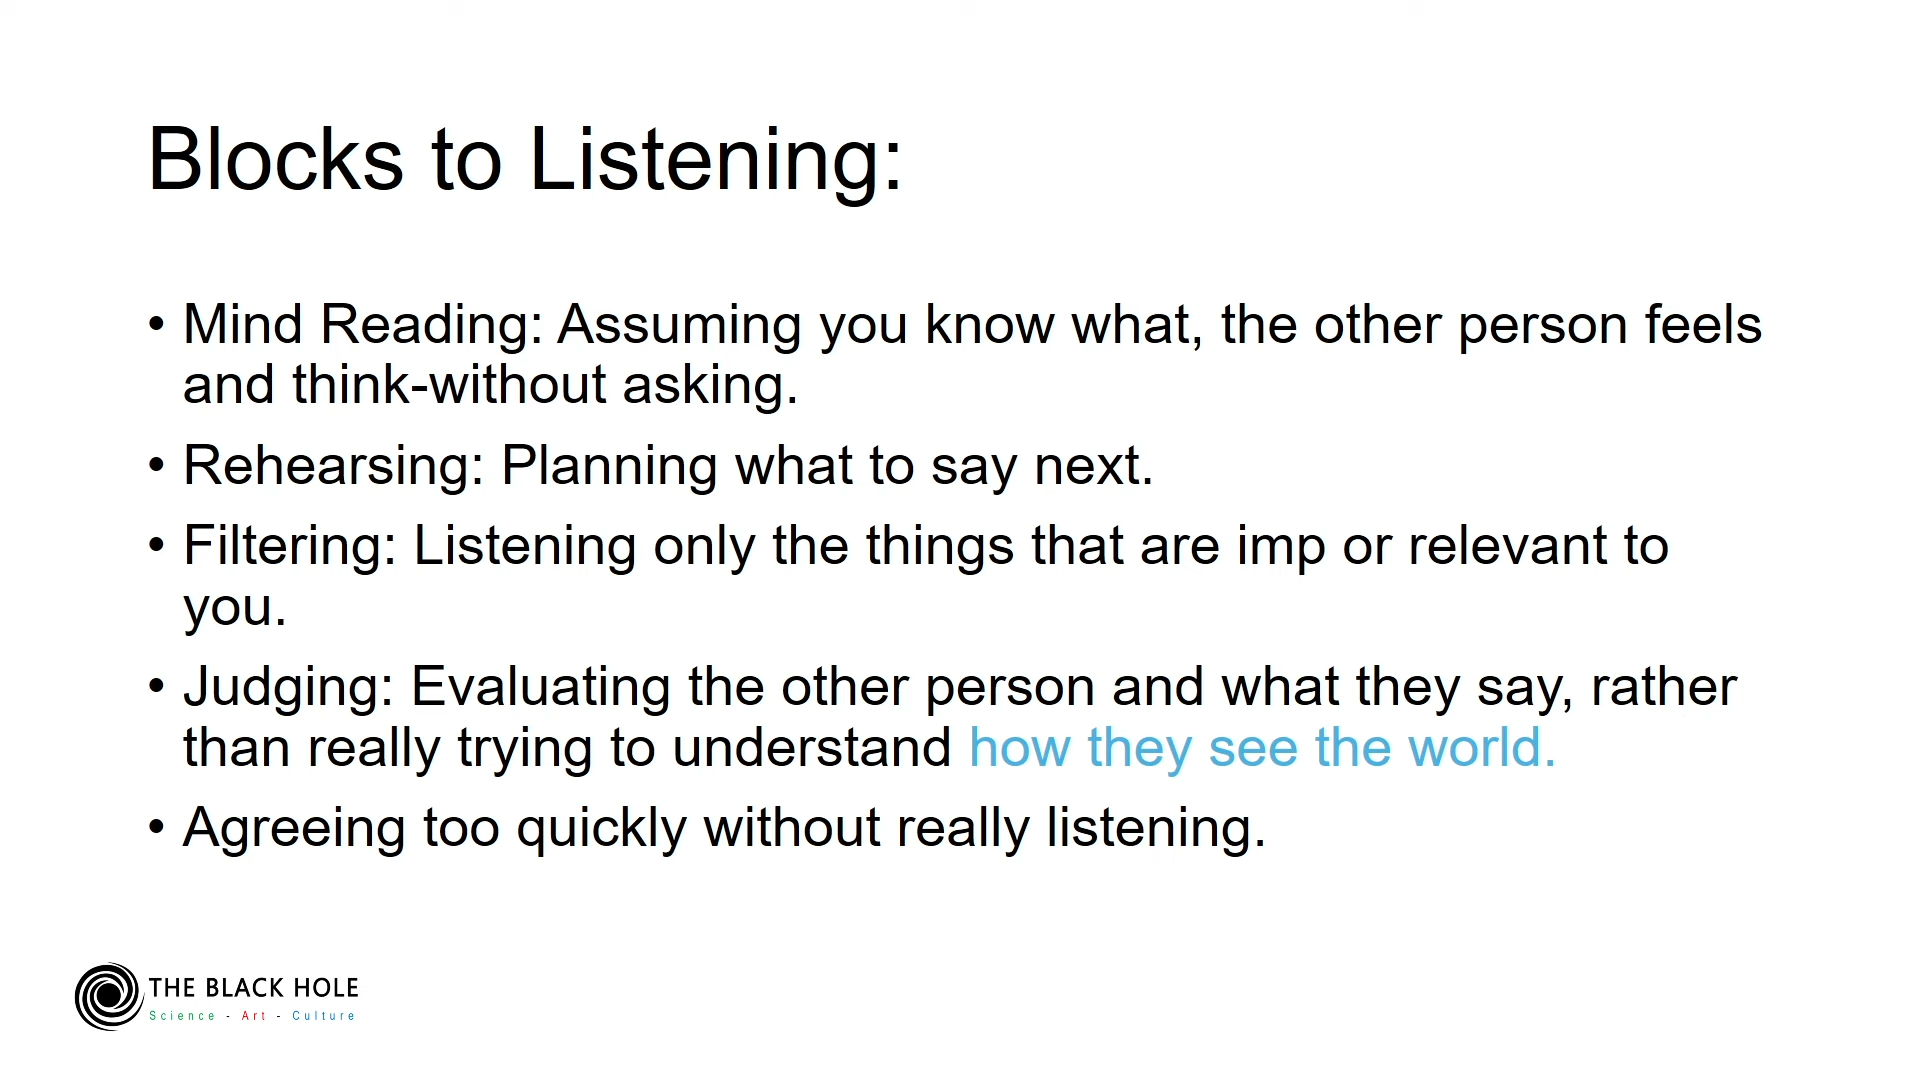 Blocks to Listening:
• Mind Reading: Assuming you know what, the other person feels
and think-without asking.
• Rehearsing: Planning what to say next.
• Filtering: Listening only the things that are imp or relevant to
you.
• Judging: Evaluating the other person and what they say, rather
than really trying to understand how they see the world.
• Agreeing too quickly without really listening.
THE BLACK HOLE
Science - Art - Culture